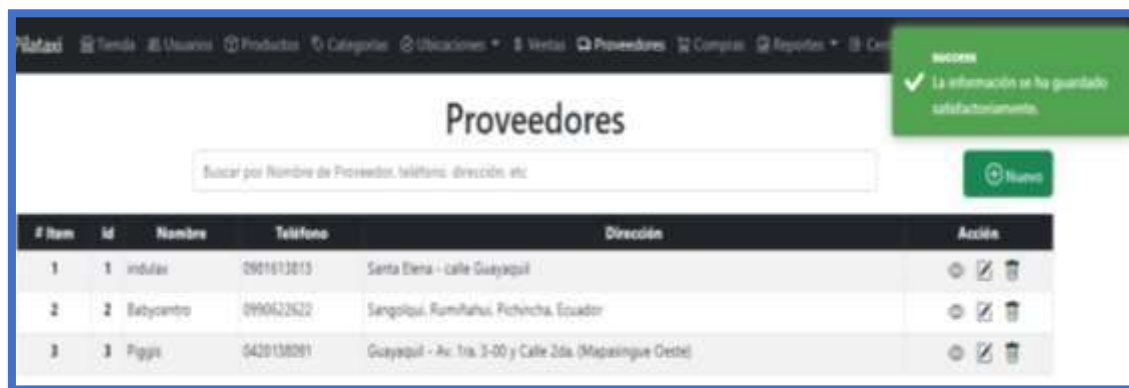 Pilataxi Tienda Usuarios Productos Categorías Ubicaciones Ventas Proveedores Compras Reportes
success
La información se ha guardado
satisfactoriamente.
Proveedores
Buscar por Nombre de Proveedor, teléfono, dirección, etc
Nuevo
# Item Id Nombre Teléfono Dirección Acción
1 1 indulax 0981613813 Santa Elena - calle Guayaquil
2 2 Babycentro 0990622622 Sangolquí, Rumiñahui, Pichincha, Ecuador
3 3 Piggis 0420138091 Guayaquil - Av. 1ra. 3-00 y Calle 2da. (Mapasingue Oeste)